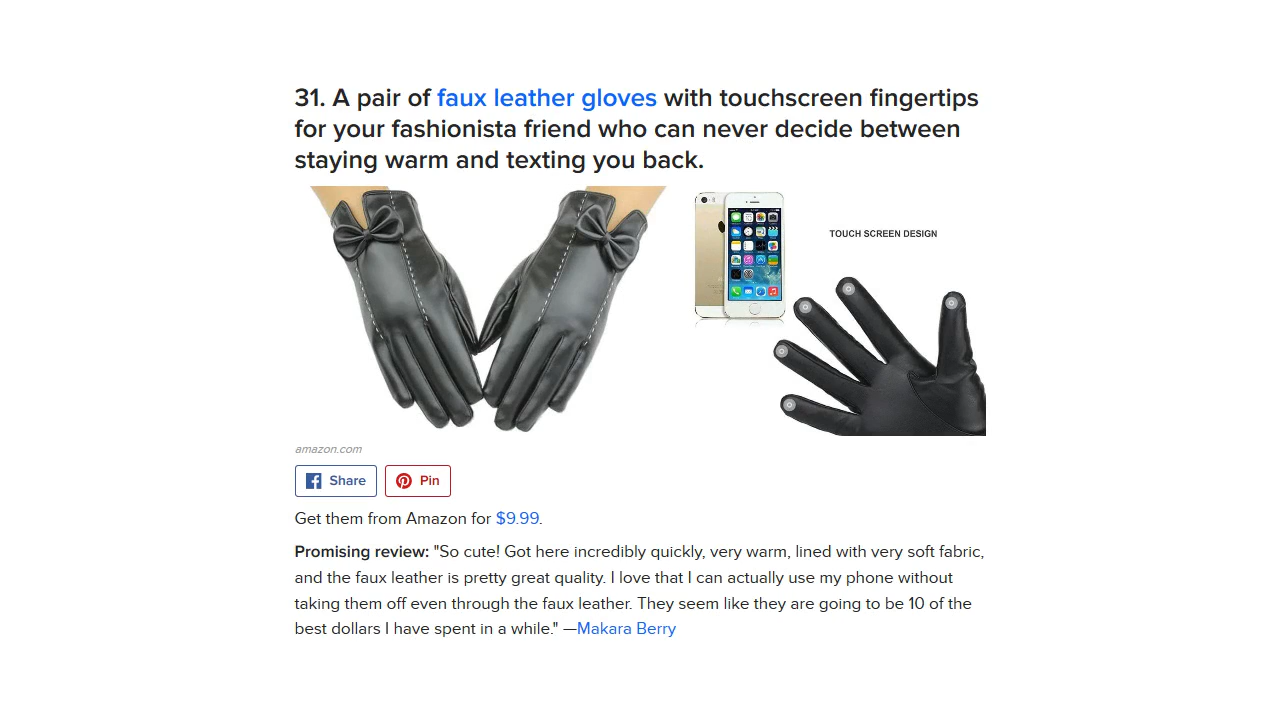 31. A pair of faux leather gloves with touchscreen fingertips
for your fashionista friend who can never decide between
staying warm and texting you back.
TOUCH SCREEN DESIGN
amazon.com
Share
Pin
Get them from Amazon for $9.99.
Promising review: "So cute! Got here incredibly quickly, very warm, lined with very soft fabric,
and the faux leather is pretty great quality. I love that I can actually use my phone without
taking them off even through the faux leather. They seem like they are going to be 10 of the
best dollars I have spent in a while." —Makara Berry